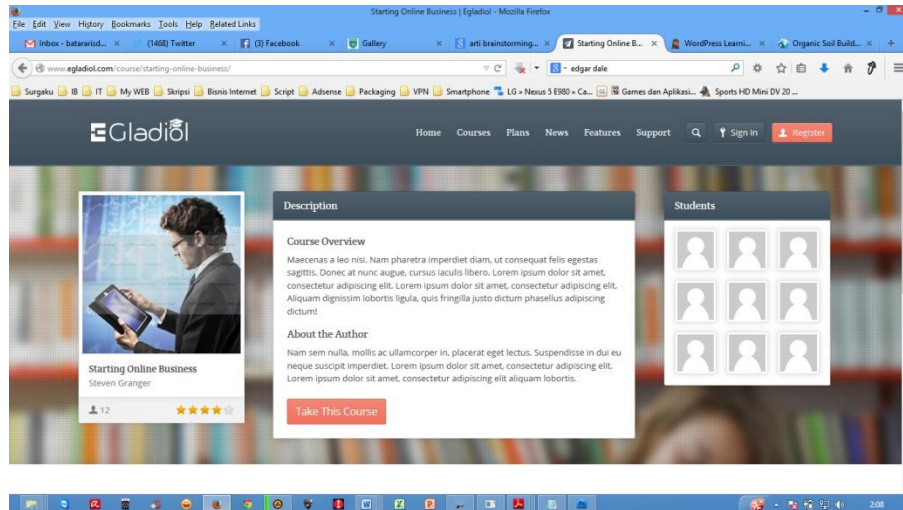 Starting Online Business | Egladiol - Mozilla Firefox
File Edit View History Bookmarks Tools Help Related Links
Inbox - batararisd... (1468) Twitter (3) Facebook Gallery arti brainstorming... Starting Online B... WordPress Learni... Organic Soil Build...
www.egladiol.com/course/starting-online-business/ edgar dale
Surgaku IB IT My WEB Skripsi Bisnis Internet Script Adsense Packaging VPN Smartphone LG » Nexus 5 E980 » Ca... Games dan Aplikasi... Sports HD Mini DV 20 ...
EGladiol
Home Courses Plans News Features Support Sign In Register
Description
Students
Course Overview
Maecenas a leo nisi. Nam pharetra imperdiet diam, ut consequat felis egestas
sagittis. Donec at nunc augue, cursus iaculis libero. Lorem ipsum dolor sit amet,
consectetur adipiscing elit. Lorem ipsum dolor sit amet, consectetur adipiscing elit.
Aliquam dignissim lobortis ligula, quis fringilla justo dictum phasellus adipiscing
dictum!
About the Author
Nam sem nulla, mollis ac ullamcorper in, placerat eget lectus. Suspendisse in dui eu
neque suscipit imperdiet. Lorem ipsum dolor sit amet, consectetur adipiscing elit.
Lorem ipsum dolor sit amet, consectetur adipiscing elit aliquam lobortis.
Take This Course
Starting Online Business
Steven Granger
12
2:08